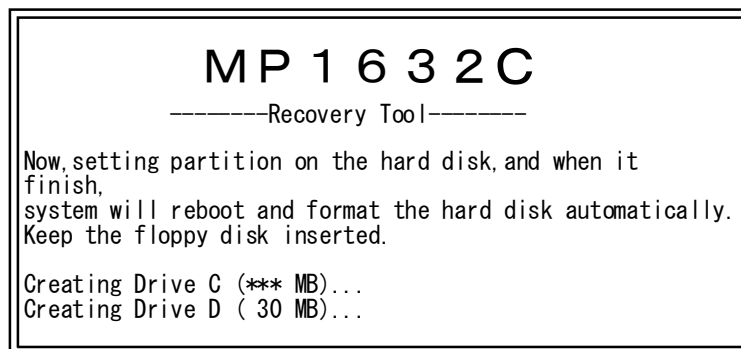 MP1632C
--------Recovery Tool--------
Now,setting partition on the hard disk,and when it
finish,
system will reboot and format the hard disk automatically.
Keep the floppy disk inserted.
Creating Drive C (*** MB)...
Creating Drive D ( 30 MB)...